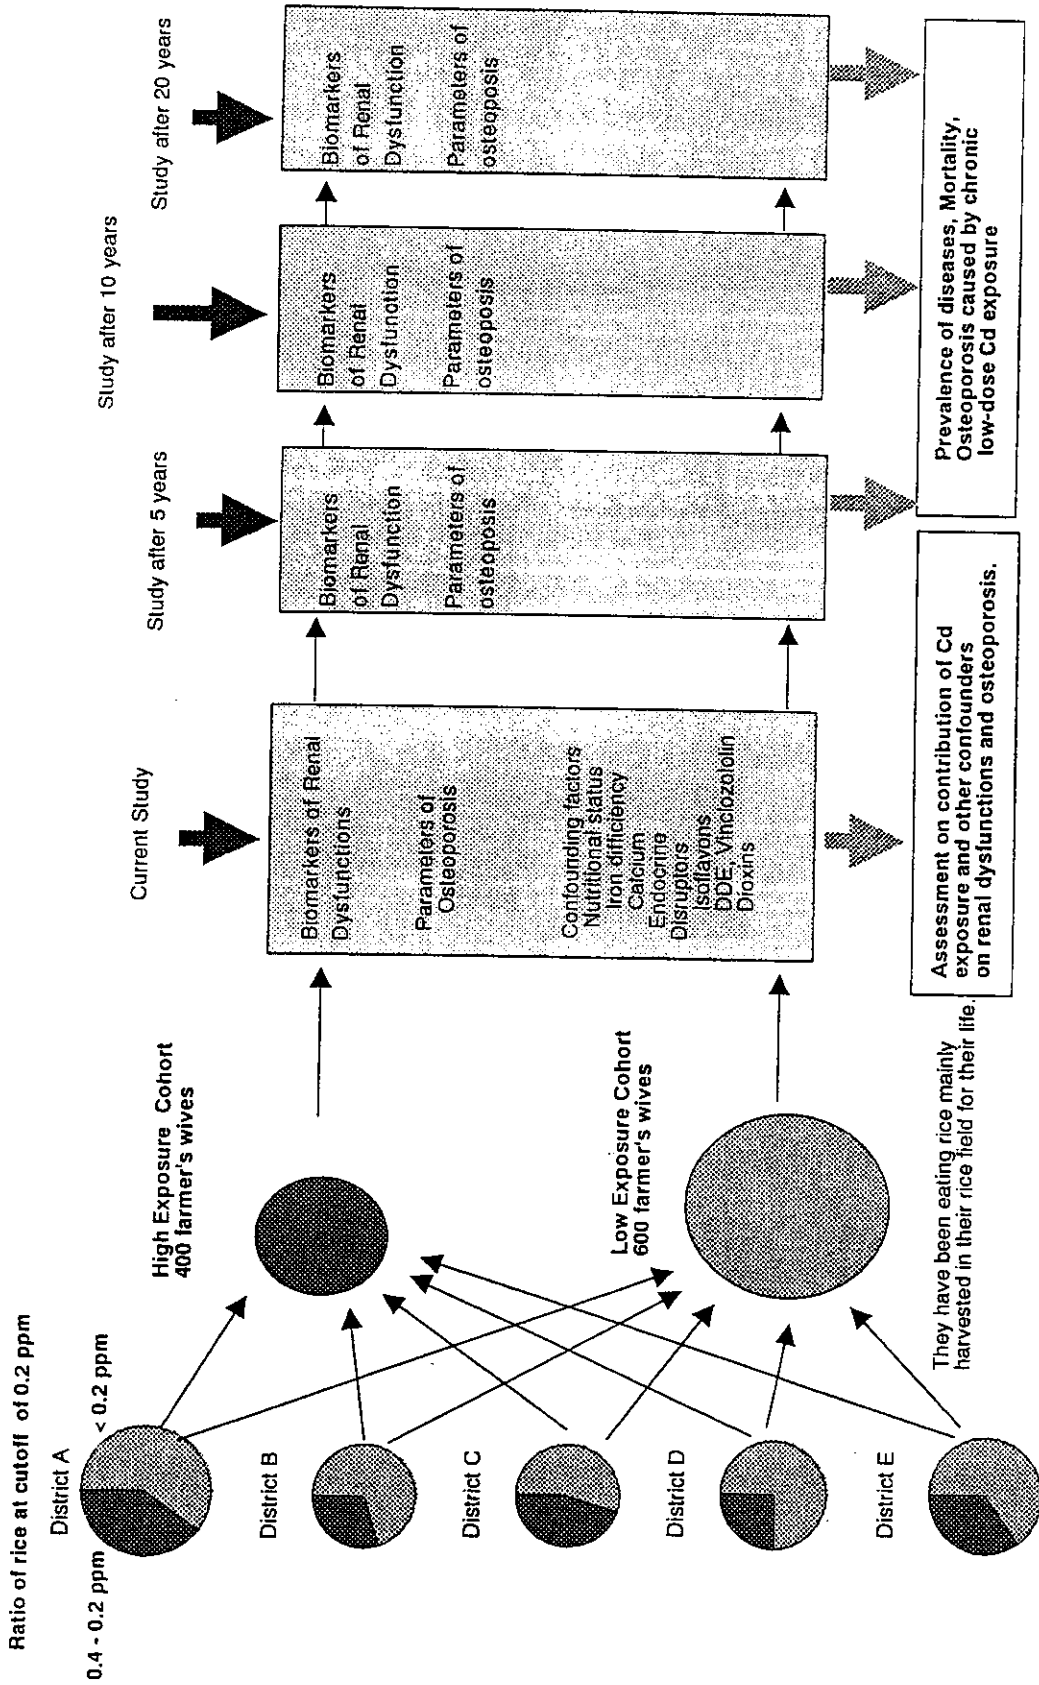 Ratio of rice at cutoff of 0.2 ppm
0.4 - 0.2 ppm
< 0.2 ppm
District A
District B
District C
District D
District E
High Exposure Cohort
400 farmer's wives
Low Exposure Cohort
600 farmer's wives
They have been eating rice mainly
harvested in their rice field for their life.
Current Study
Biomarkers of Renal
Dysfunctions
Parameters of
Osteoporosis
Confounding factors
Nutritional status
Iron difficiency
Calcium
Endocrine
Disruptors
Isoflavons
DDE, Vinclozololin
Dioxins
Assessment on contribution of Cd
exposure and other confounders
on renal dysfunctions and osteoporosis.
Study after 5 years
Biomarkers
of Renal
Dysfunction
Parameters of
osteoposis
Study after 10 years
Biomarkers
of Renal
Dysfunction
Parameters of
osteoposis
Study after 20 years
Biomarkers
of Renal
Dysfunction
Parameters of
osteoposis
Prevalence of diseases, Mortality,
Osteoporosis caused by chronic
low-dose Cd exposure